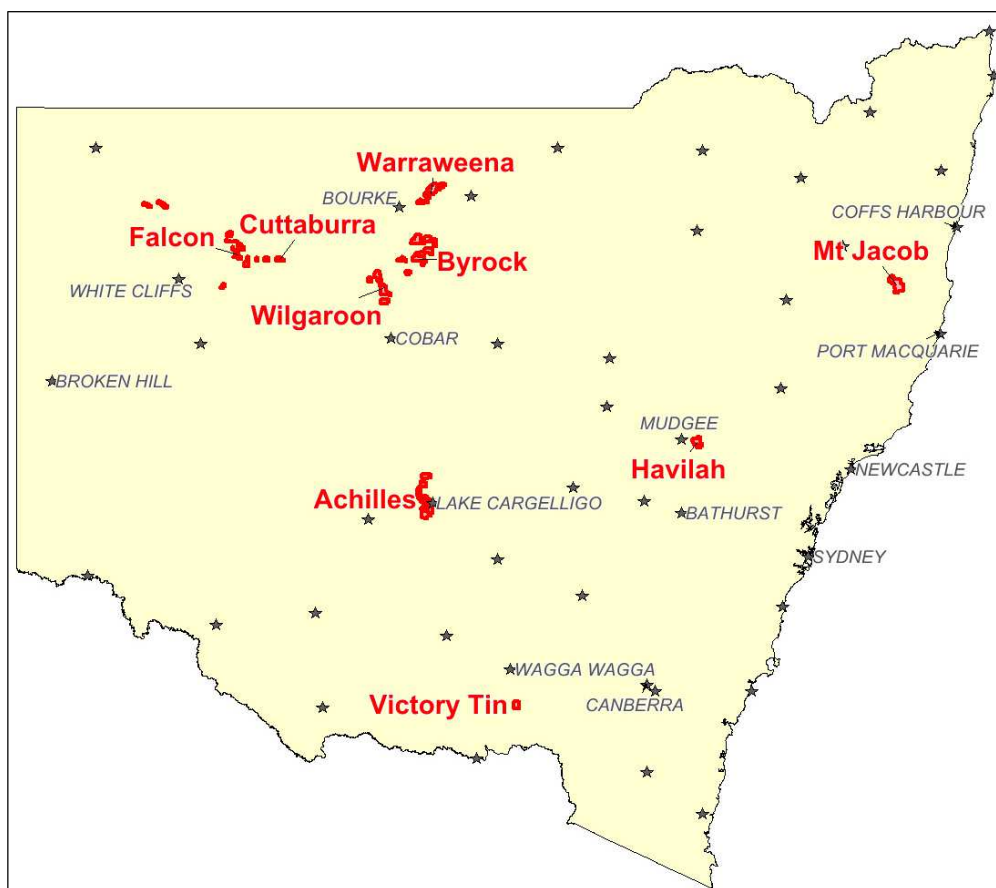 Warraweena
BOURKE
COFFS HARBOUR
Cuttaburra
Falcon
Mt Jacob
Byrock
WHITE CLIFFS
Wilgaroon
COBAR
PORT MACQUARIE
BROKEN HILL
MUDGEE
Havilah
NEWCASTLE
Achilles
LAKE CARGELLIGO
BATHURST
SYDNEY
WAGGA WAGGA
Victory Tin
CANBERRA